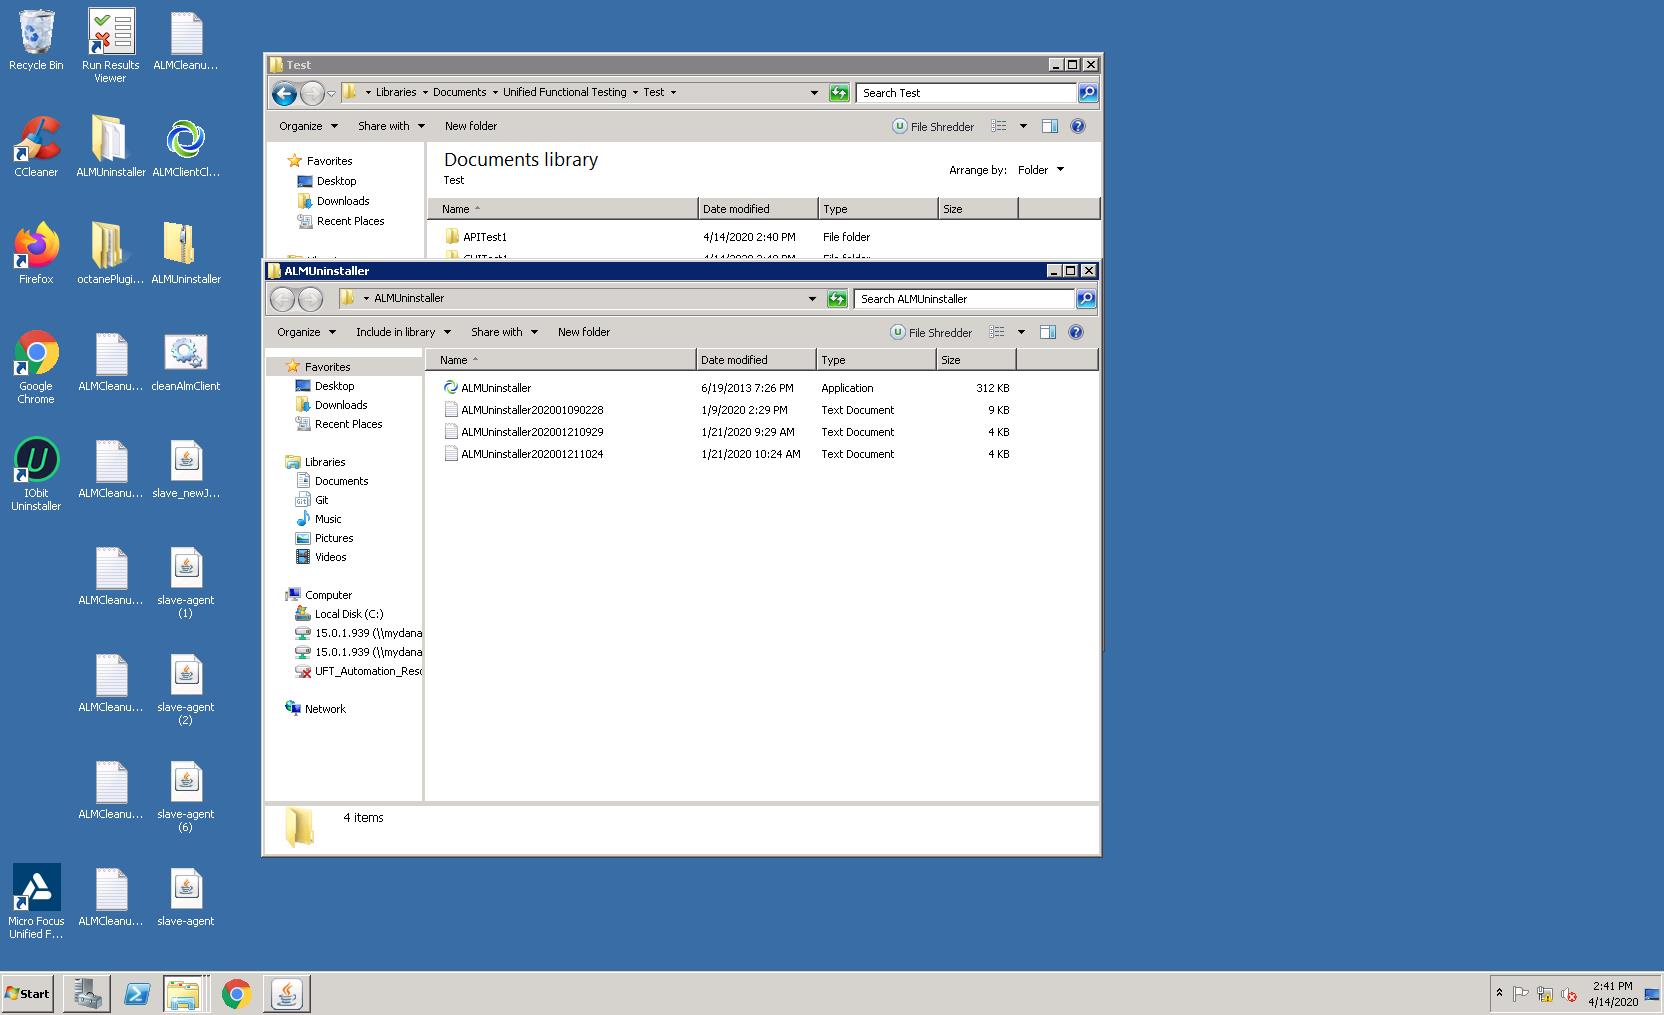 Recycle Bin
Run Results
Viewer
ALMCleanu...
CCleaner
ALMUninstaller
ALMClientCl...
Firefox
octanePlugi...
ALMUninstaller
Google
Chrome
ALMCleanu...
cleanAlmClient
IObit
Uninstaller
ALMCleanu...
slave_newJ...
ALMCleanu...
slave-agent
(1)
ALMCleanu...
slave-agent
(2)
ALMCleanu...
slave-agent
(6)
Micro Focus
Unified F...
ALMCleanu...
slave-agent
Test
Libraries Documents Unified Functional Testing Test
Search Test
Organize Share with New folder File Shredder
Favorites
Desktop
Downloads
Recent Places
Documents library
Test
Arrange by: Folder
Name Date modified Type Size
APITest1 4/14/2020 2:40 PM File folder
ALMUninstaller
ALMUninstaller
Search ALMUninstaller
Organize Include in library Share with New folder File Shredder
Favorites
Desktop
Downloads
Recent Places
Libraries
Documents
Git
Music
Pictures
Videos
Computer
Local Disk (C:)
15.0.1.939 (\\mydana
15.0.1.939 (\\mydana
UFT_Automation_Reso
Network
Name Date modified Type Size
ALMUninstaller 6/19/2013 7:26 PM Application 312 KB
ALMUninstaller202001090228 1/9/2020 2:29 PM Text Document 9 KB
ALMUninstaller202001210929 1/21/2020 9:29 AM Text Document 4 KB
ALMUninstaller202001211024 1/21/2020 10:24 AM Text Document 4 KB
4 items
Start
2:41 PM
4/14/2020